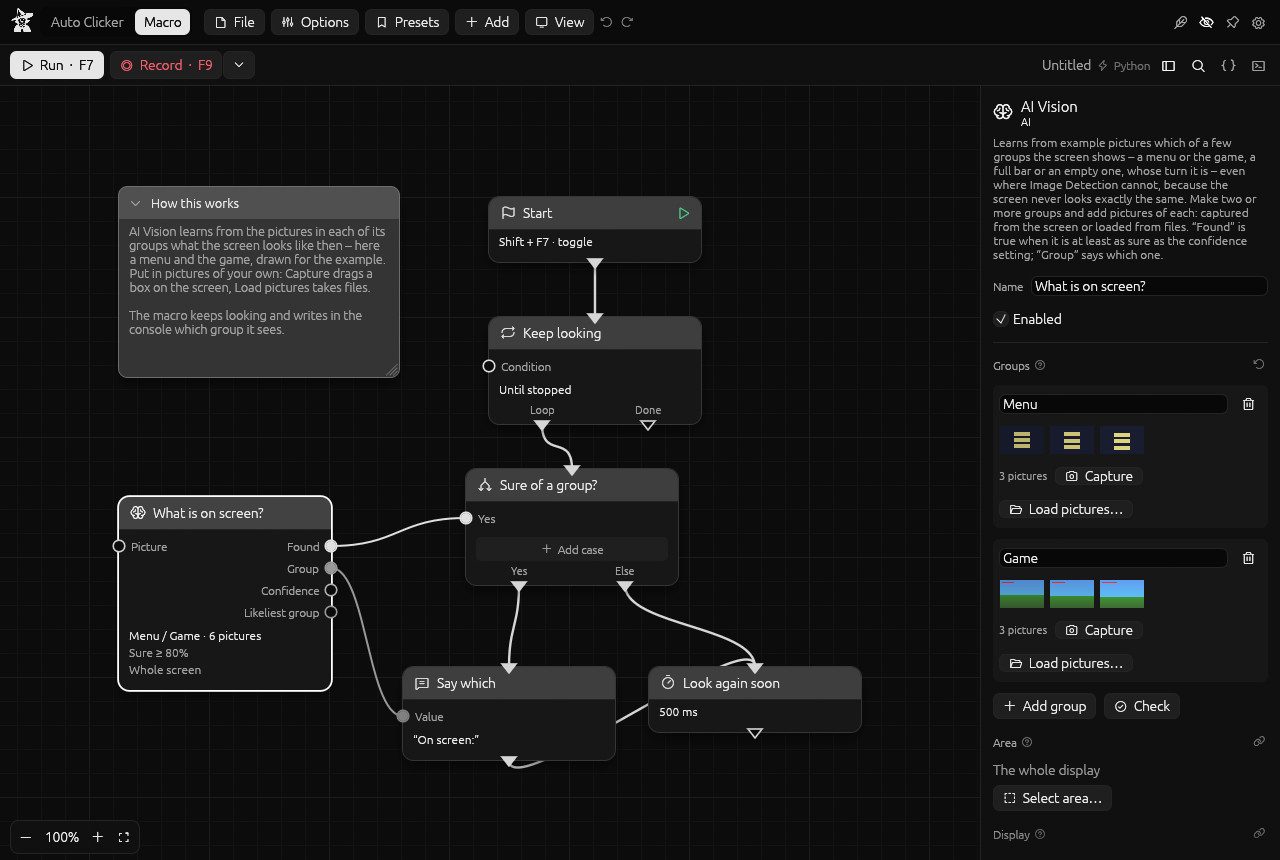 Auto Clicker
Macro
File
Options
Presets
Add
View
Run · F7
Record · F9
Untitled
Python
How this works
AI Vision learns from the pictures in each of its
groups what the screen looks like then – here
a menu and the game, drawn for the example.
Put in pictures of your own: Capture drags a
box on the screen, Load pictures takes files.
The macro keeps looking and writes in the
console which group it sees.
Start
Shift + F7 · toggle
Keep looking
Condition
Until stopped
Loop
Done
Sure of a group?
Yes
Add case
Yes
Else
What is on screen?
Picture
Found
Group
Confidence
Likeliest group
Menu / Game · 6 pictures
Sure ≥ 80%
Whole screen
Say which
Value
“On screen:”
Look again soon
500 ms
100%
AI Vision
AI
Learns from example pictures which of a few
groups the screen shows – a menu or the game, a
full bar or an empty one, whose turn it is – even
where Image Detection cannot, because the
screen never looks exactly the same. Make two or
more groups and add pictures of each: captured
from the screen or loaded from files. “Found” is
true when it is at least as sure as the confidence
setting; “Group” says which one.
Name
What is on screen?
Enabled
Groups
Menu
3 pictures
Capture
Load pictures…
Game
3 pictures
Capture
Load pictures…
Add group
Check
Area
The whole display
Select area…
Display